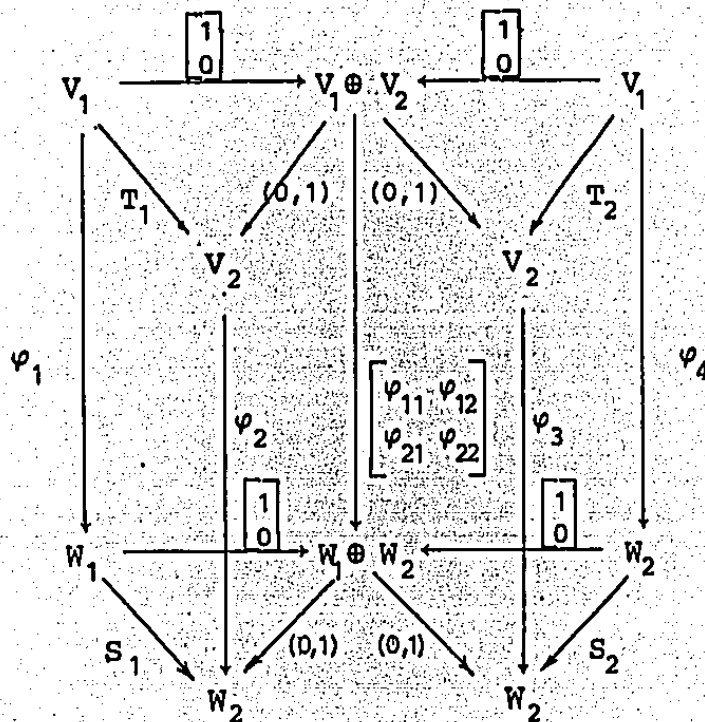 1 1
0 0
V₁ V₁ ⊕ V₂ V₁
T₁ (0,1) (0,1) T₂
V₂ V₂
φ₁ φ₄
φ₁₁ φ₁₂
φ₂ φ₃
φ₂₁ φ₂₂
1 1
0 0
W₁ W₁ ⊕ W₂ W₂
S₁ (0,1) (0,1) S₂
W₂ W₂